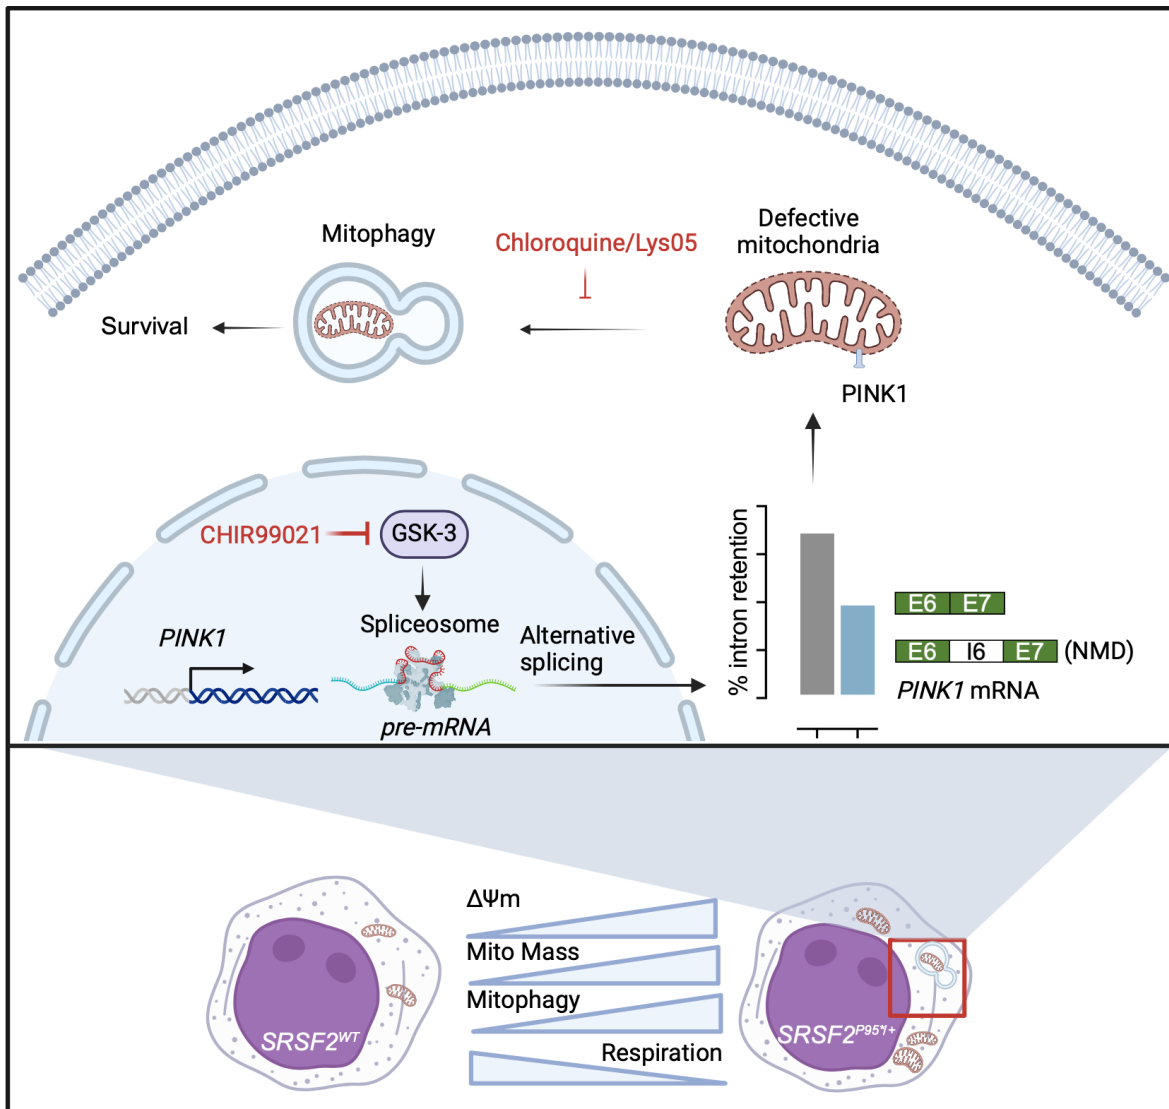 Mitophagy
Chloroquine/Lys05
Defective
mitochondria
Survival
PINK1
CHIR99021
GSK-3
PINK1
Spliceosome
pre-mRNA
Alternative
splicing
% intron retention
E6 E7
E6 I6 E7 (NMD)
PINK1 mRNA
ΔΨm
Mito Mass
Mitophagy
Respiration
SRSF2WT
SRSF2P95*/+